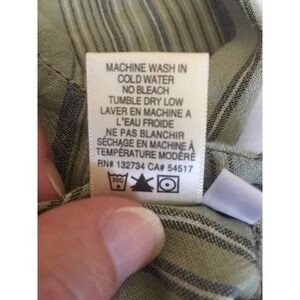 MACHINE WASH IN
COLD WATER
NO BLEACH
TUMBLE DRY LOW
LAVER EN MACHINE A
L'EAU FROIDE
NE PAS BLANCHIR
SÉCHAGE EN MACHINE À
TEMPÉRATURE MODÉRÉ
RN# 132734 CA# 54517
30C